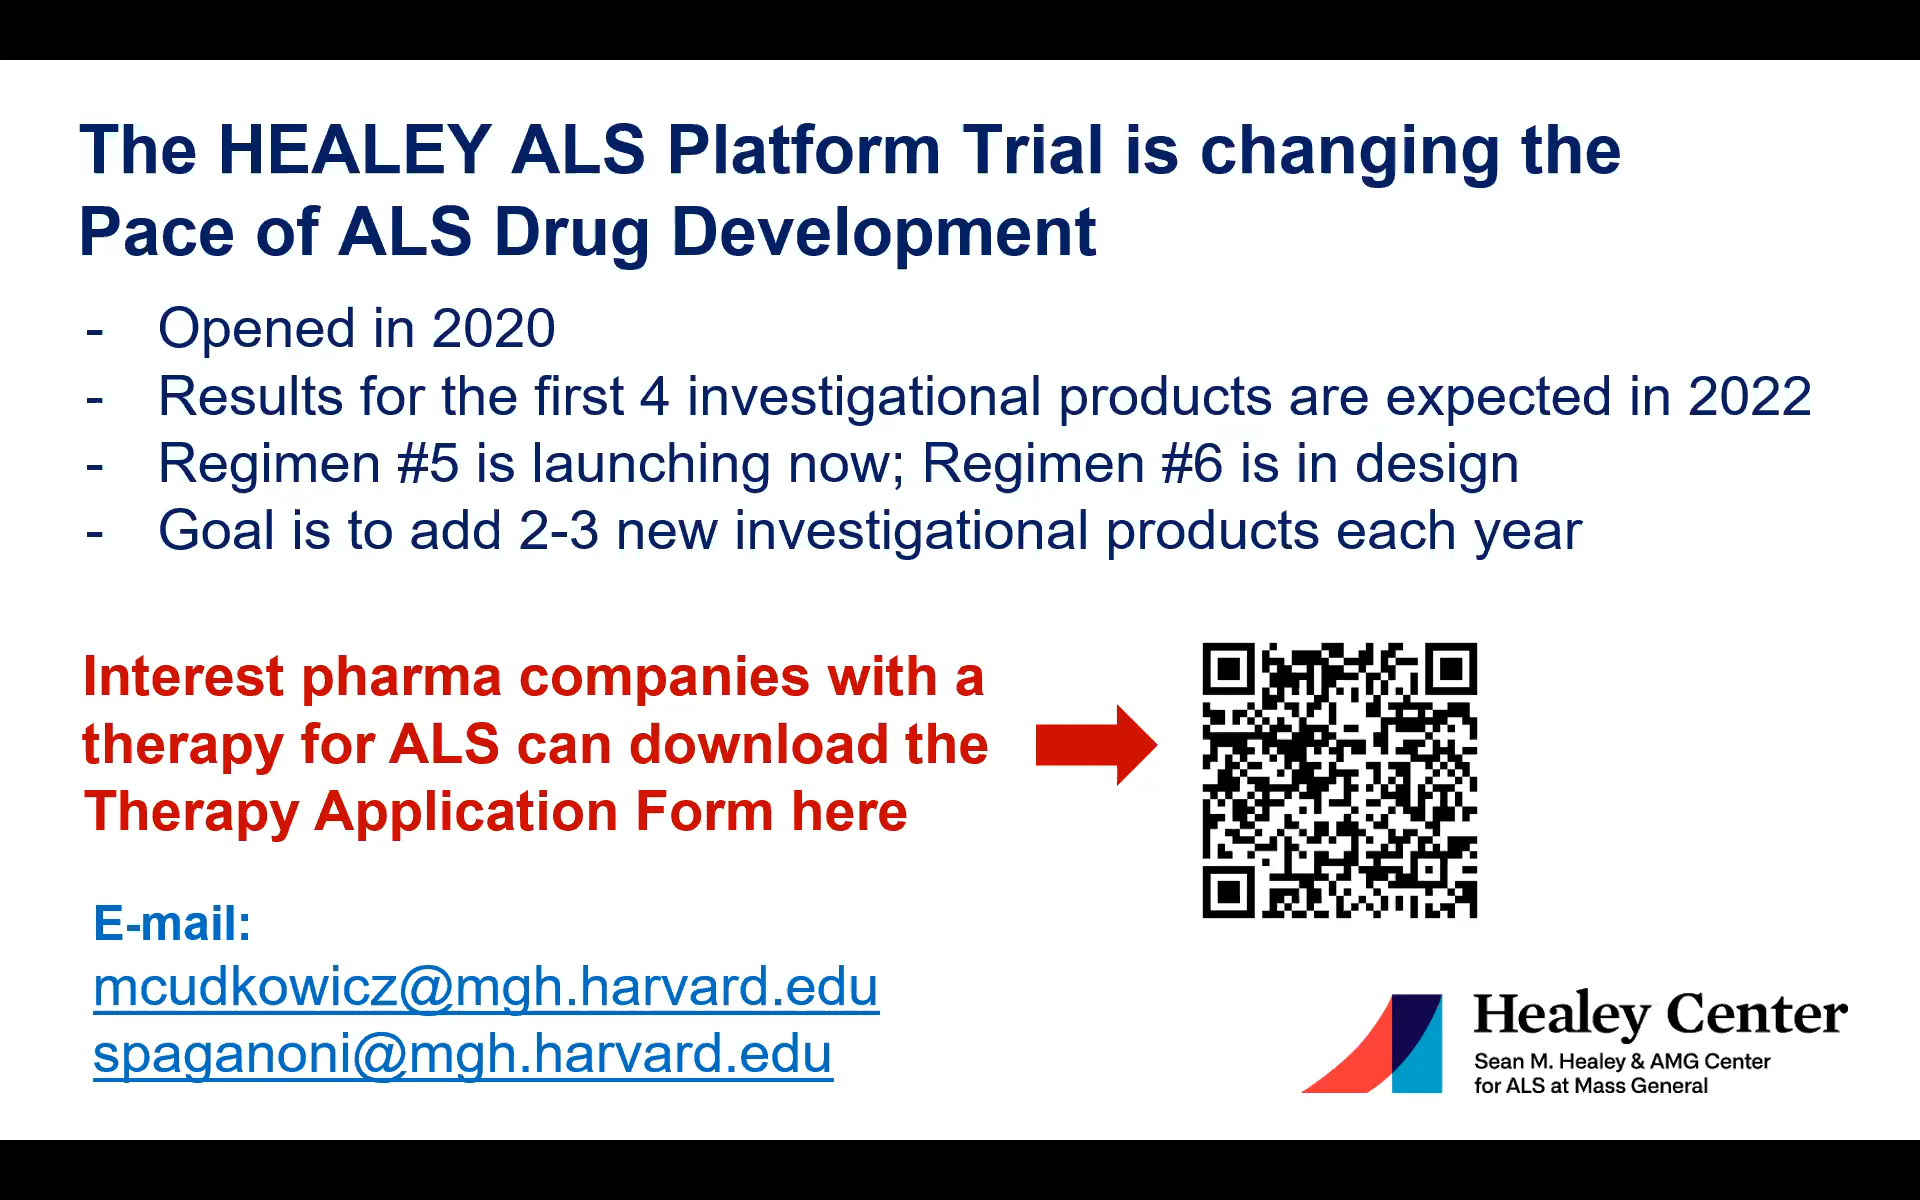 The HEALEY ALS Platform Trial is changing the
Pace of ALS Drug Development
- Opened in 2020
- Results for the first 4 investigational products are expected in 2022
- Regimen #5 is launching now; Regimen #6 is in design
- Goal is to add 2-3 new investigational products each year
Interest pharma companies with a
therapy for ALS can download the
Therapy Application Form here
E-mail:
mcudkowicz@mgh.harvard.edu
spaganoni@mgh.harvard.edu
Healey Center
Sean M. Healey & AMG Center
for ALS at Mass General